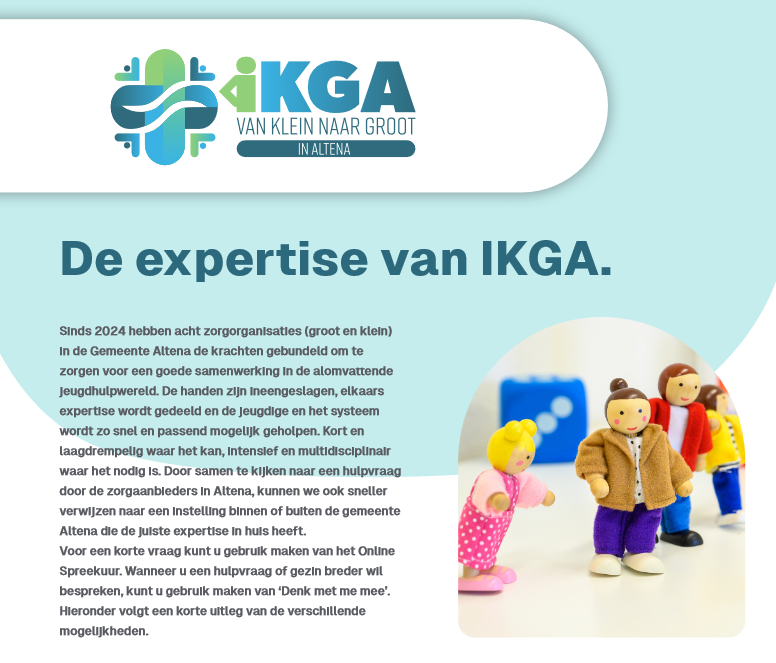 iKGA
VAN KLEIN NAAR GROOT
IN ALTENA
De expertise van IKGA.
Sinds 2024 hebben acht zorgorganisaties (groot en klein)
in de Gemeente Altena de krachten gebundeld om te
zorgen voor een goede samenwerking in de alomvattende
jeugdhulpwereld. De handen zijn ineengeslagen, elkaars
expertise wordt gedeeld en de jeugdige en het systeem
wordt zo snel en passend mogelijk geholpen. Kort en
laagdrempelig waar het kan, intensief en multidisciplinair
waar het nodig is. Door samen te kijken naar een hulpvraag
door de zorgaanbieders in Altena, kunnen we ook sneller
verwijzen naar een instelling binnen of buiten de gemeente
Altena die de juiste expertise in huis heeft.
Voor een korte vraag kunt u gebruik maken van het Online
Spreekuur. Wanneer u een hulpvraag of gezin breder wil
bespreken, kunt u gebruik maken van ‘Denk met me mee’.
Hieronder volgt een korte uitleg van de verschillende
mogelijkheden.